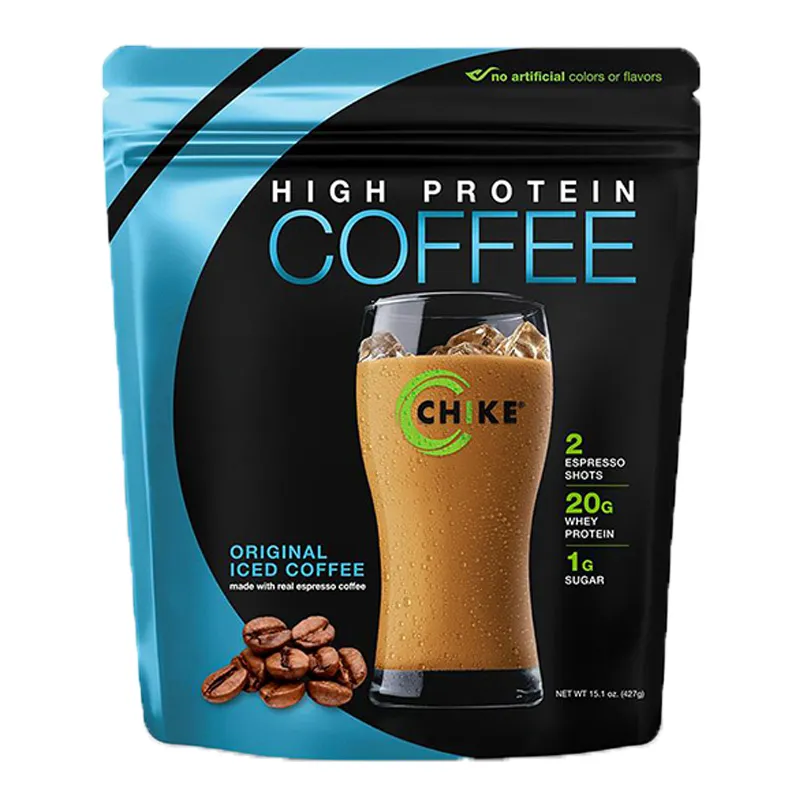 no artificial colors or flavors
HIGH PROTEIN
COFFEE
CHIKE®
2
ESPRESSO
SHOTS
20G
WHEY
PROTEIN
1G
SUGAR
ORIGINAL
ICED COFFEE
made with real espresso coffee
NET WT 15.1 oz. (427g)